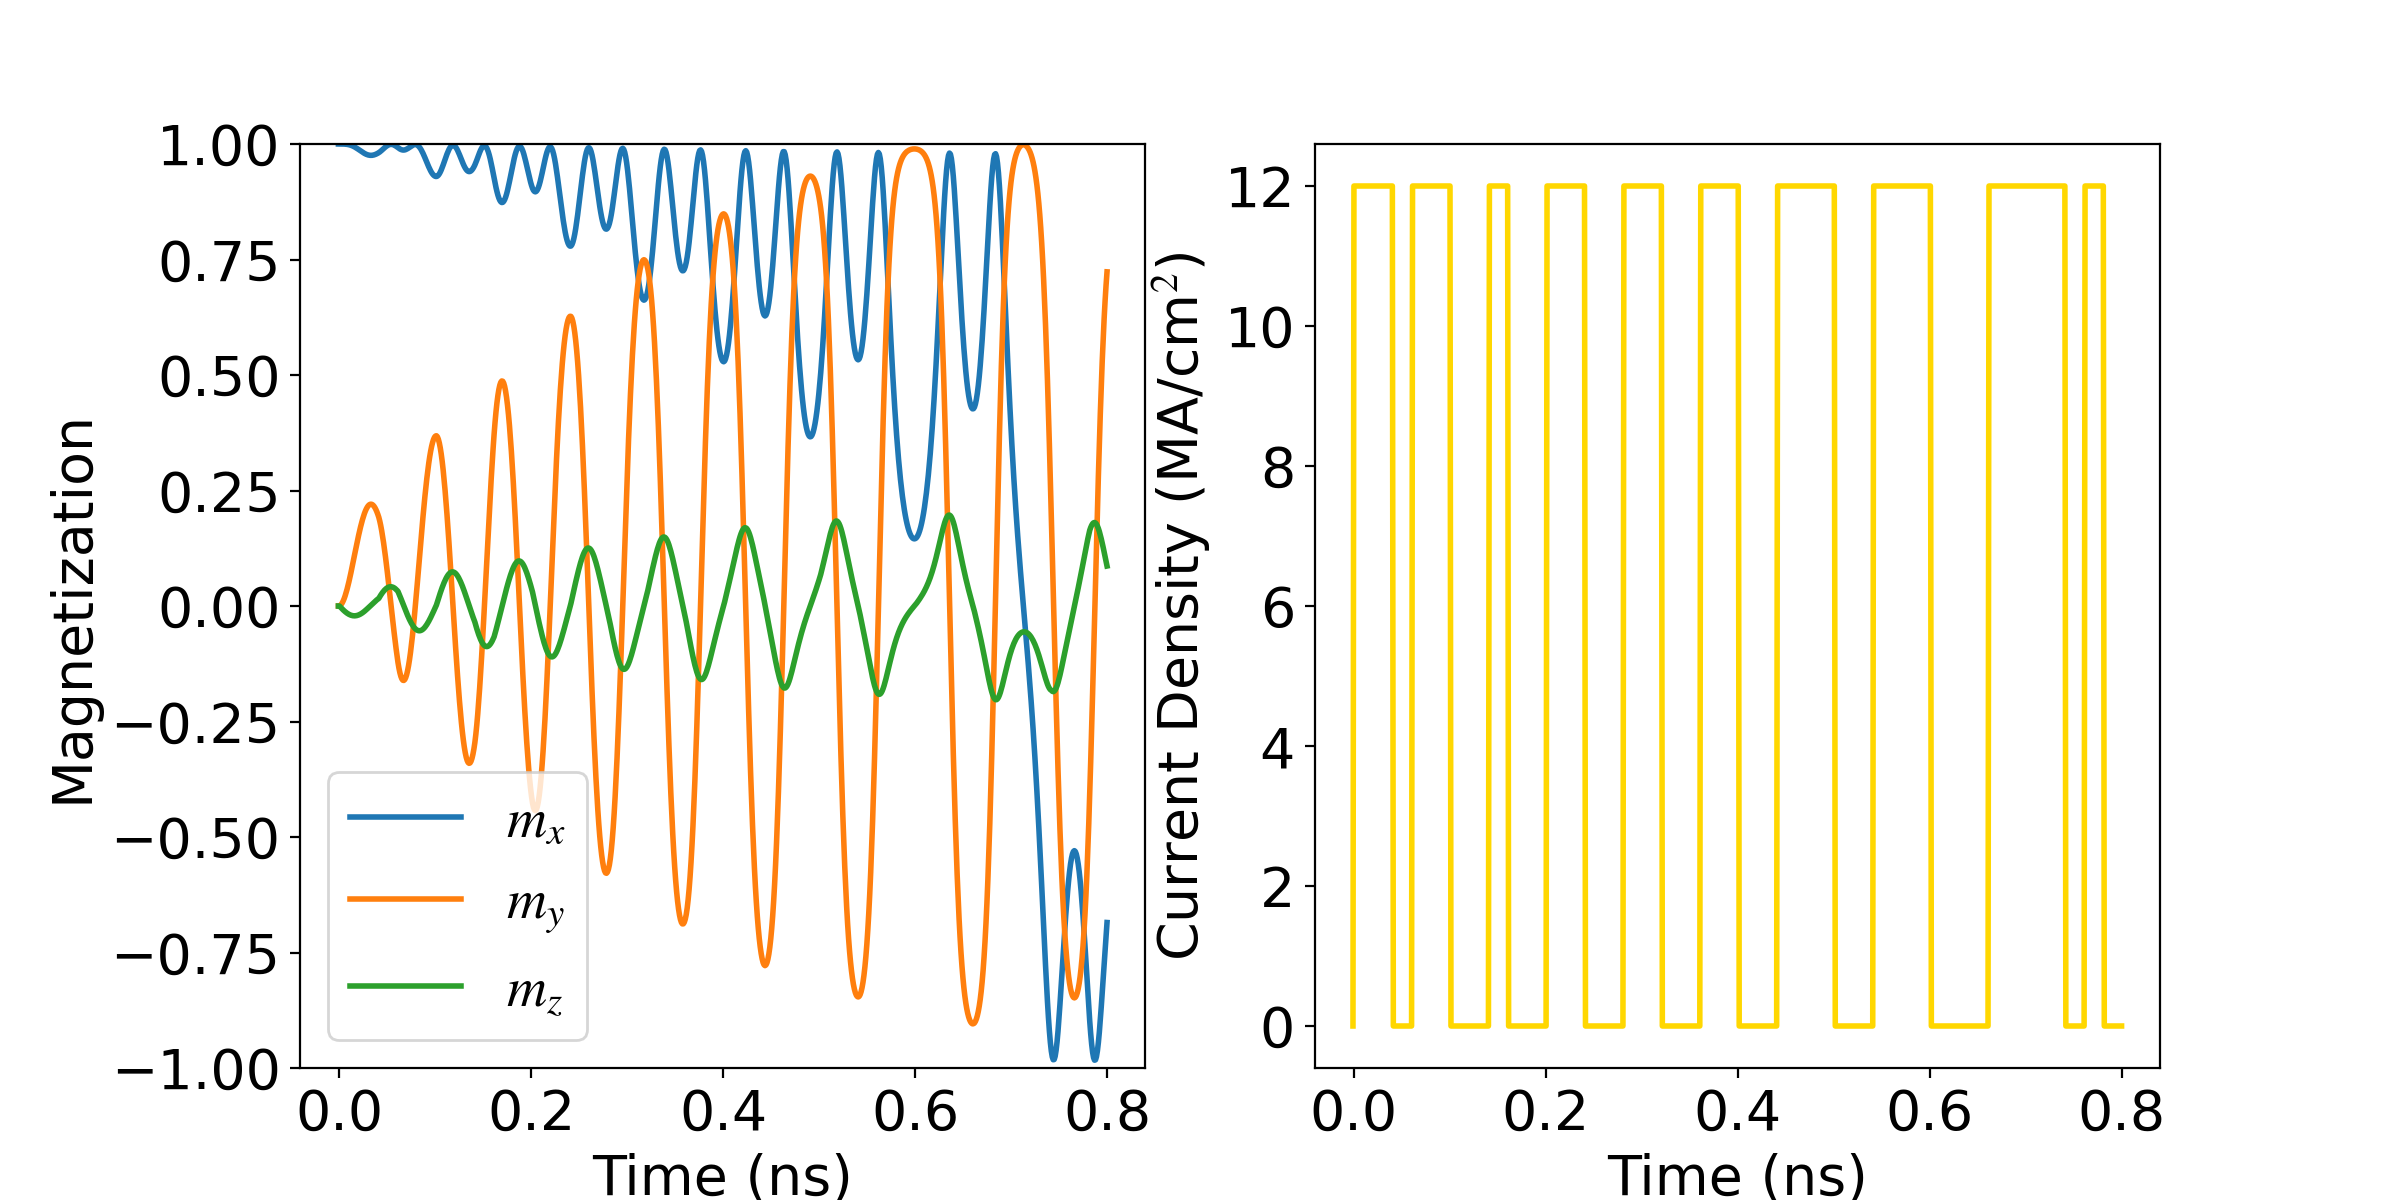 Magnetization
1.00
0.75
0.50
0.25
0.00
−0.25
−0.50
−0.75
−1.00
m_x
m_y
m_z
0.0 0.2 0.4 0.6 0.8
Time (ns)
Current Density (MA/cm²)
12
10
8
6
4
2
0
0.0 0.2 0.4 0.6 0.8
Time (ns)